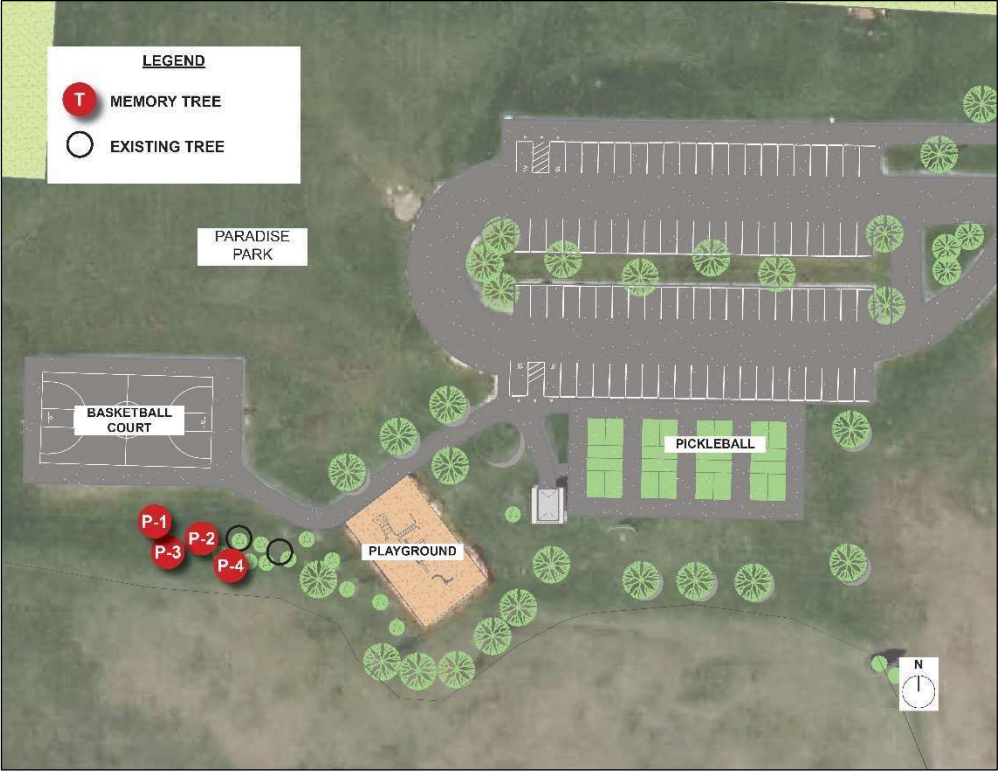 LEGEND
T
MEMORY TREE
EXISTING TREE
PARADISE
PARK
BASKETBALL
COURT
PICKLEBALL
P-1
P-2
P-3
P-4
PLAYGROUND
N